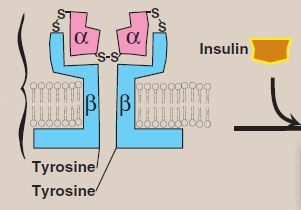 S S
α α
S S
S-S
Insulin
β β
Tyrosine
Tyrosine